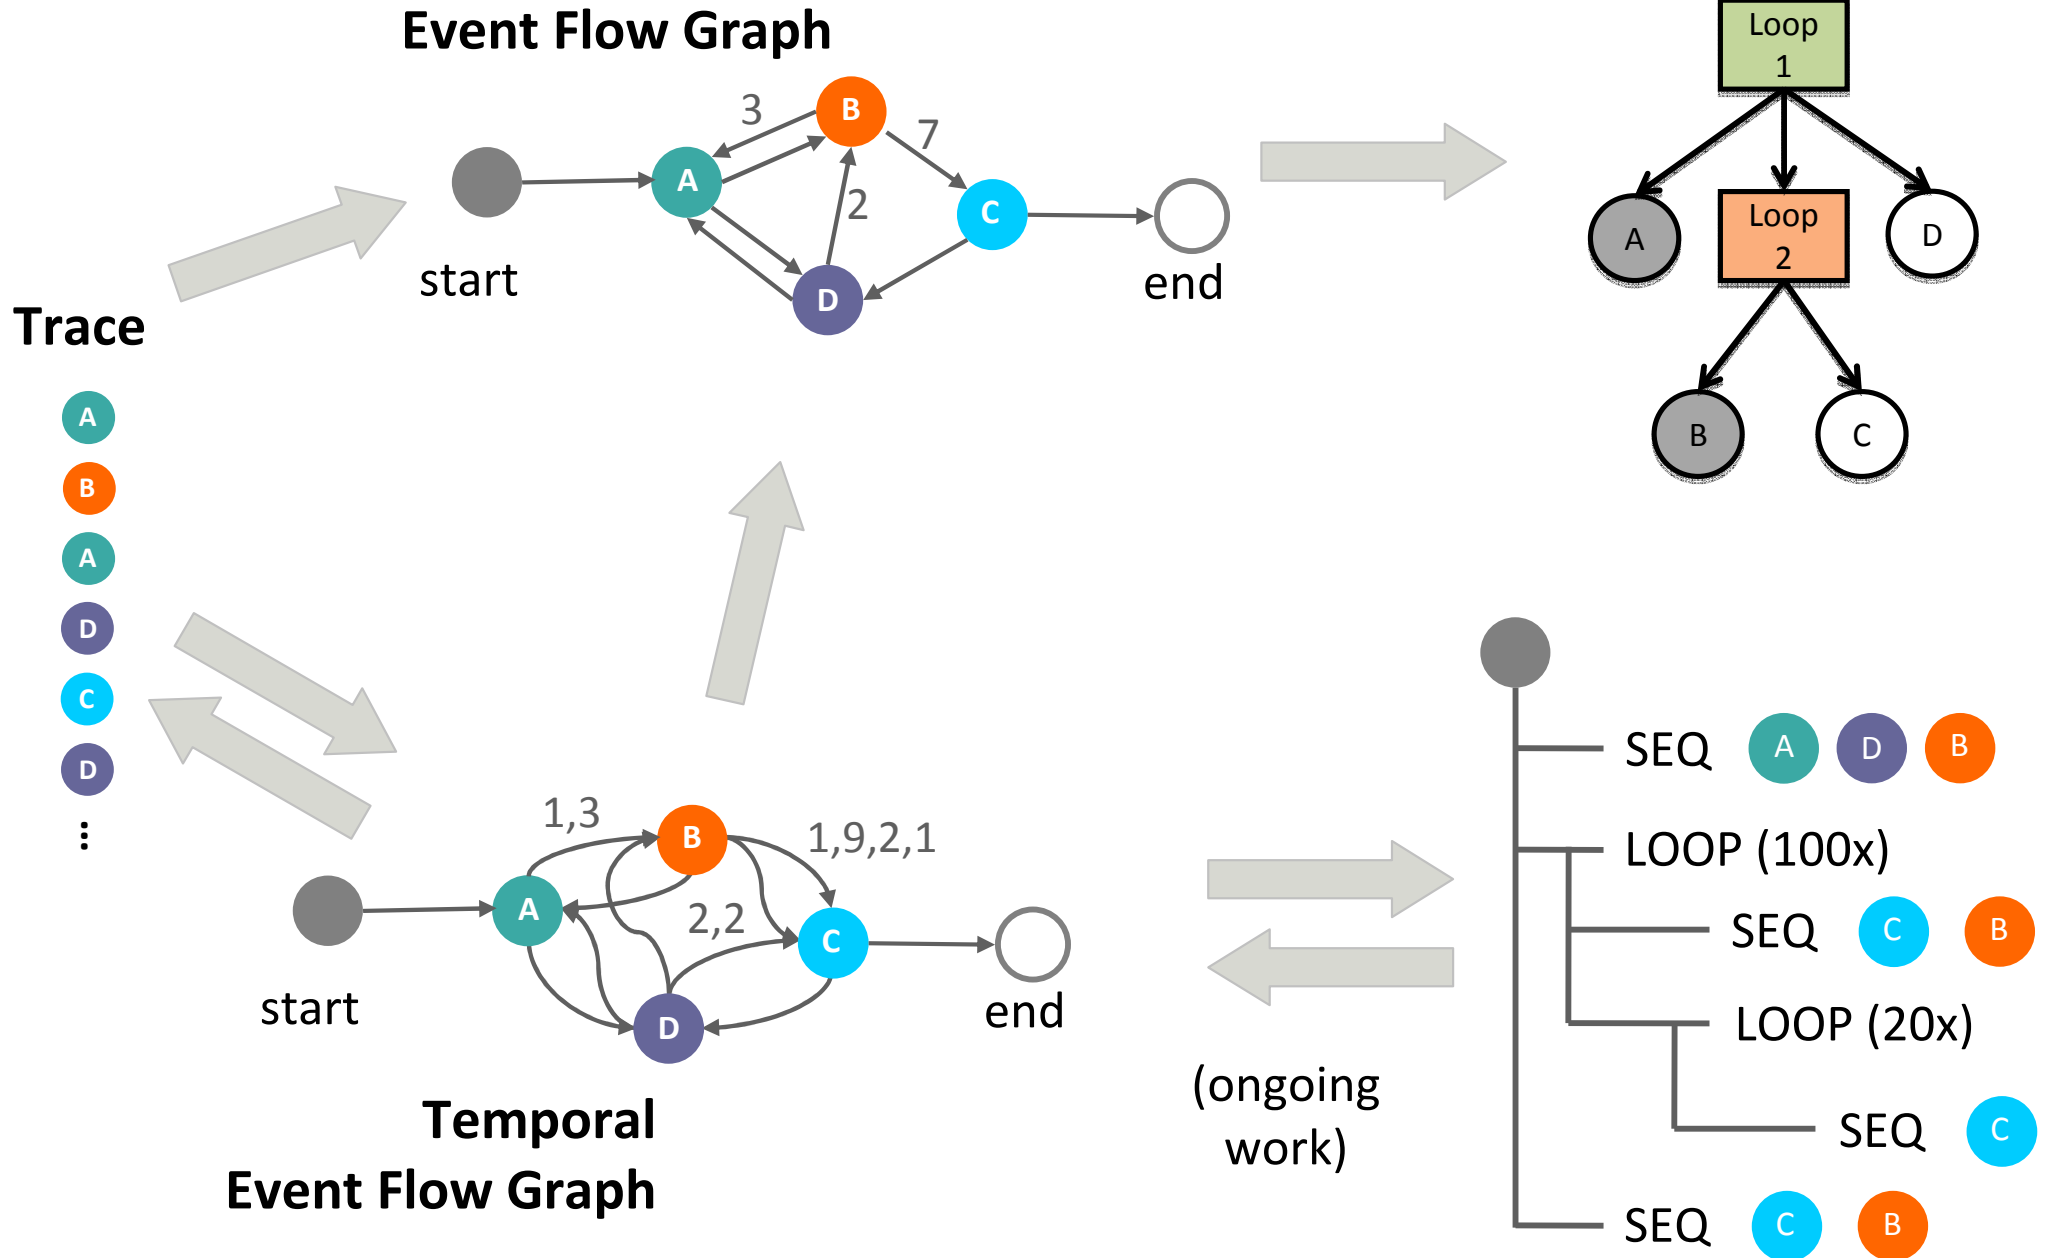 Event Flow Graph
3
B
7
A
2
C
D
start
end
Loop
1
A
Loop
2
D
B
C
Trace
A
B
A
D
C
D
⋮
1,3
B
1,9,2,1
A
2,2
C
D
start
end
Temporal
Event Flow Graph
(ongoing
work)
SEQ A D B
LOOP (100x)
SEQ C B
LOOP (20x)
SEQ C
SEQ C B